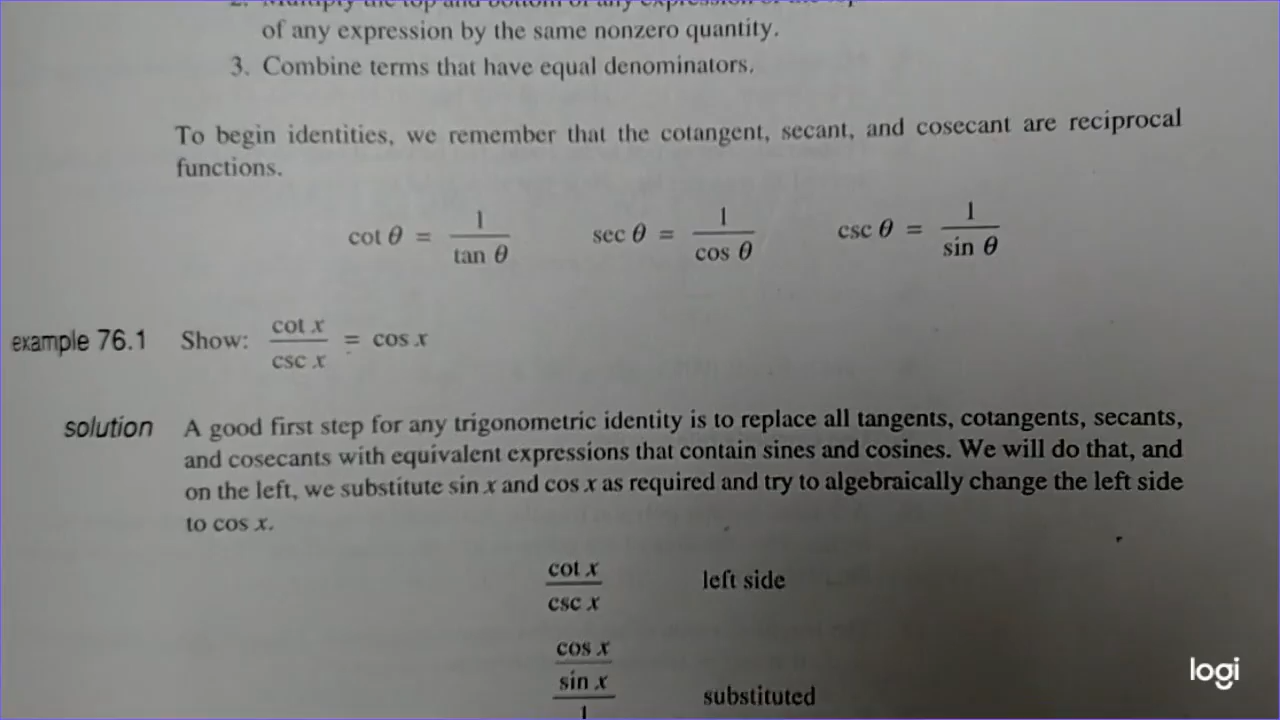 of any expression by the same nonzero quantity.
3. Combine terms that have equal denominators.
To begin identities, we remember that the cotangent, secant, and cosecant are reciprocal
functions.
cot θ = 1/tan θ sec θ = 1/cos θ csc θ = 1/sin θ
example 76.1 Show: cot x/csc x = cos x
solution A good first step for any trigonometric identity is to replace all tangents, cotangents, secants,
and cosecants with equivalent expressions that contain sines and cosines. We will do that, and
on the left, we substitute sin x and cos x as required and try to algebraically change the left side
to cos x.
cot x/csc x left side
cos x
sin x substituted
1
logi